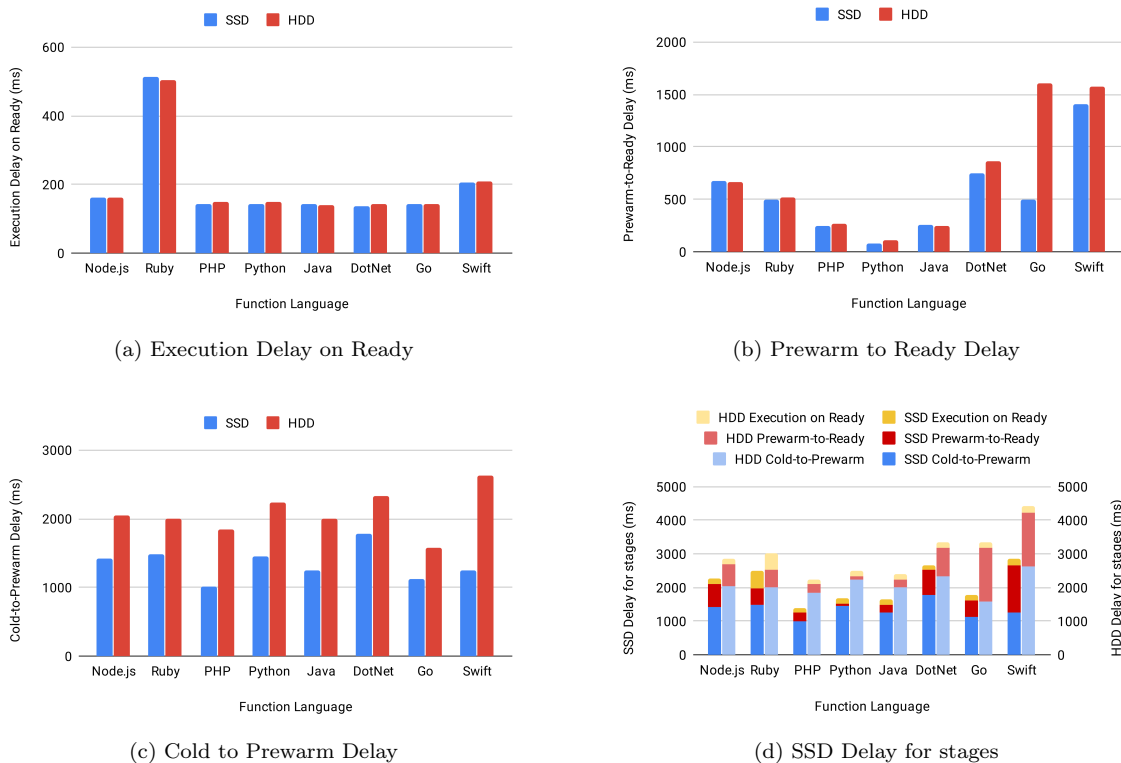 SSD HDD
Execution Delay on Ready (ms)
600
400
200
0
Node.js Ruby PHP Python Java DotNet Go Swift
Function Language
(a) Execution Delay on Ready
SSD HDD
Prewarm-to-Ready Delay (ms)
2000
1500
1000
500
0
Node.js Ruby PHP Python Java DotNet Go Swift
Function Language
(b) Prewarm to Ready Delay
SSD HDD
Cold-to-Prewarm Delay (ms)
3000
2000
1000
0
Node.js Ruby PHP Python Java DotNet Go Swift
Function Language
(c) Cold to Prewarm Delay
HDD Execution on Ready SSD Execution on Ready
HDD Prewarm-to-Ready SSD Prewarm-to-Ready
HDD Cold-to-Prewarm SSD Cold-to-Prewarm
SSD Delay for stages (ms)
5000 5000
4000 4000
3000 3000
2000 2000
1000 1000
0 0
HDD Delay for stages (ms)
Node.js Ruby PHP Python Java DotNet Go Swift
Function Language
(d) SSD Delay for stages